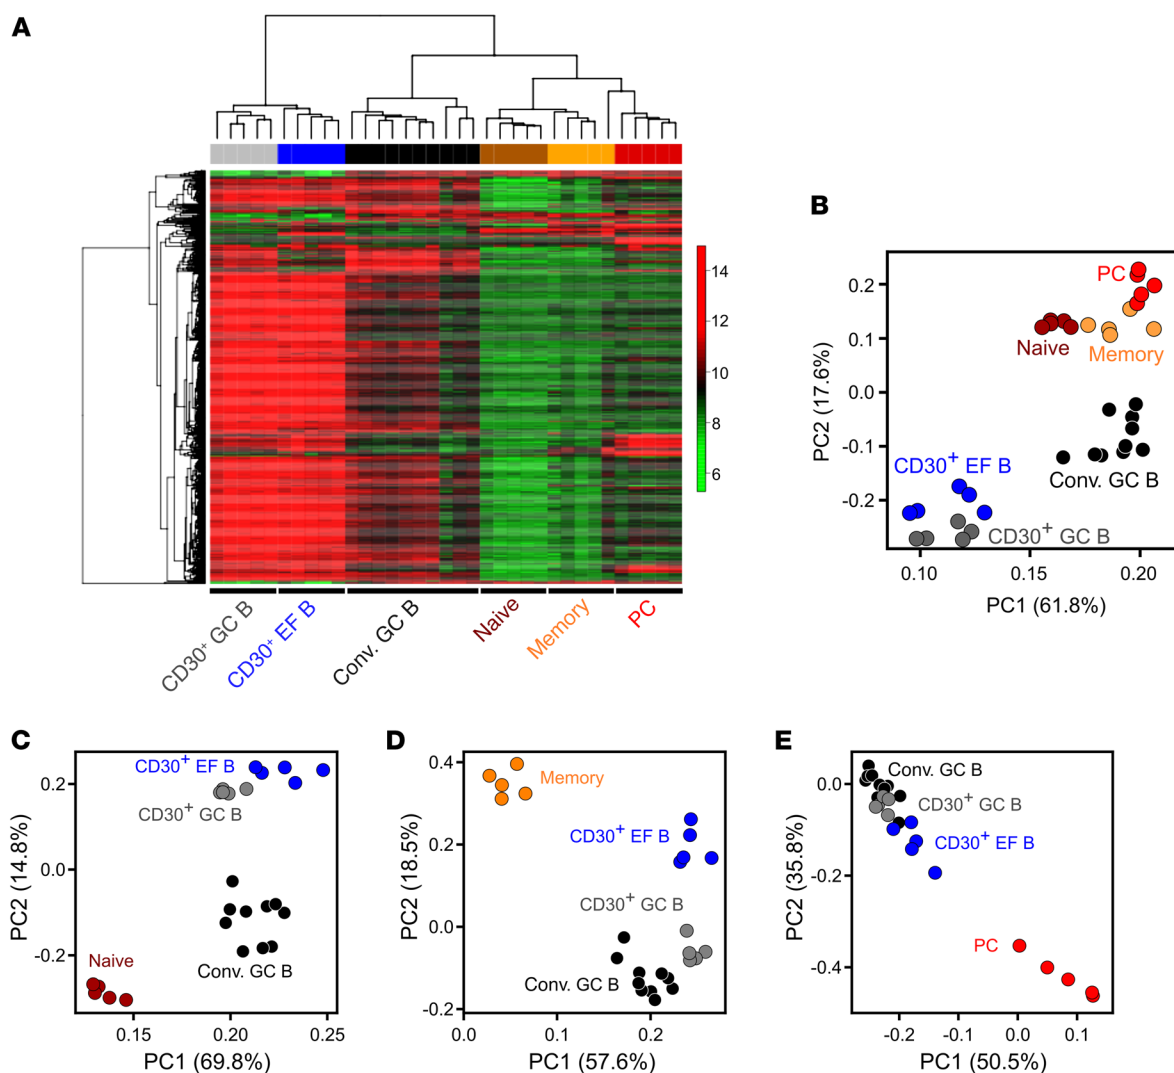 A
14
12
10
8
6
CD30+ GC B
CD30+ EF B
Conv. GC B
Naive
Memory
PC
B
PC2 (17.6%)
0.2
0.1
0.0
-0.1
-0.2
PC
Naive
Memory
CD30+ EF B
Conv. GC B
CD30+ GC B
0.10
0.15
0.20
PC1 (61.8%)
C
PC2 (14.8%)
0.2
0.0
-0.2
CD30+ EF B
CD30+ GC B
Naive
Conv. GC B
0.15
0.20
0.25
PC1 (69.8%)
D
PC2 (18.5%)
0.4
0.2
0.0
-0.2
Memory
CD30+ EF B
CD30+ GC B
Conv. GC B
0.0
0.1
0.2
PC1 (57.6%)
E
PC2 (35.8%)
0.0
-0.2
-0.4
Conv. GC B
CD30+ GC B
CD30+ EF B
PC
-0.2
-0.1
0.0
0.1
PC1 (50.5%)